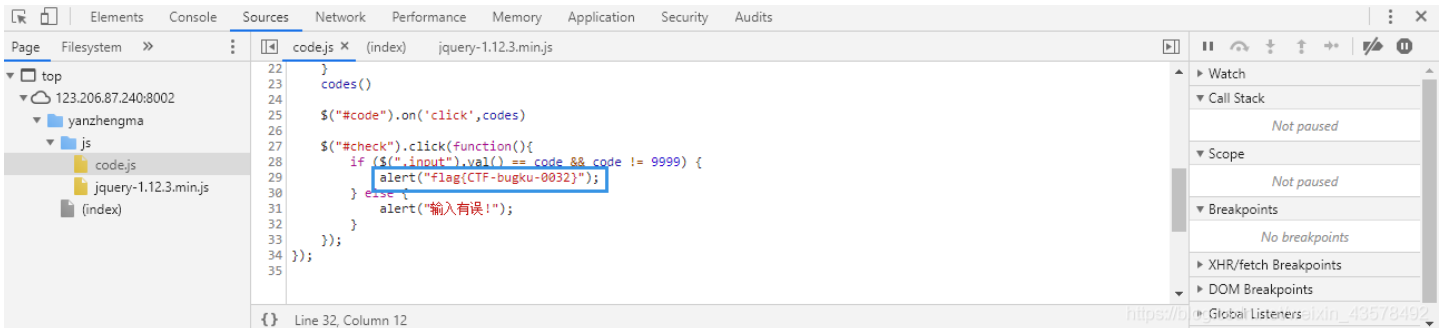 Elements Console Sources Network Performance Memory Application Security Audits
Page Filesystem » code.js × (index) jquery-1.12.3.min.js
top
123.206.87.240:8002
yanzhengma
js
code.js
jquery-1.12.3.min.js
(index)
22 }
23 codes()
24
25 $("#code").on('click',codes)
26
27 $("#check").click(function(){
28 if ($(".input").val() == code && code != 9999) {
29 alert("flag{CTF-bugku-0032}");
30 } else {
31 alert("输入有误!");
32 }
33 });
34 });
35
{} Line 32, Column 12
Watch
Call Stack
Not paused
Scope
Not paused
Breakpoints
No breakpoints
XHR/fetch Breakpoints
DOM Breakpoints
Global Listeners